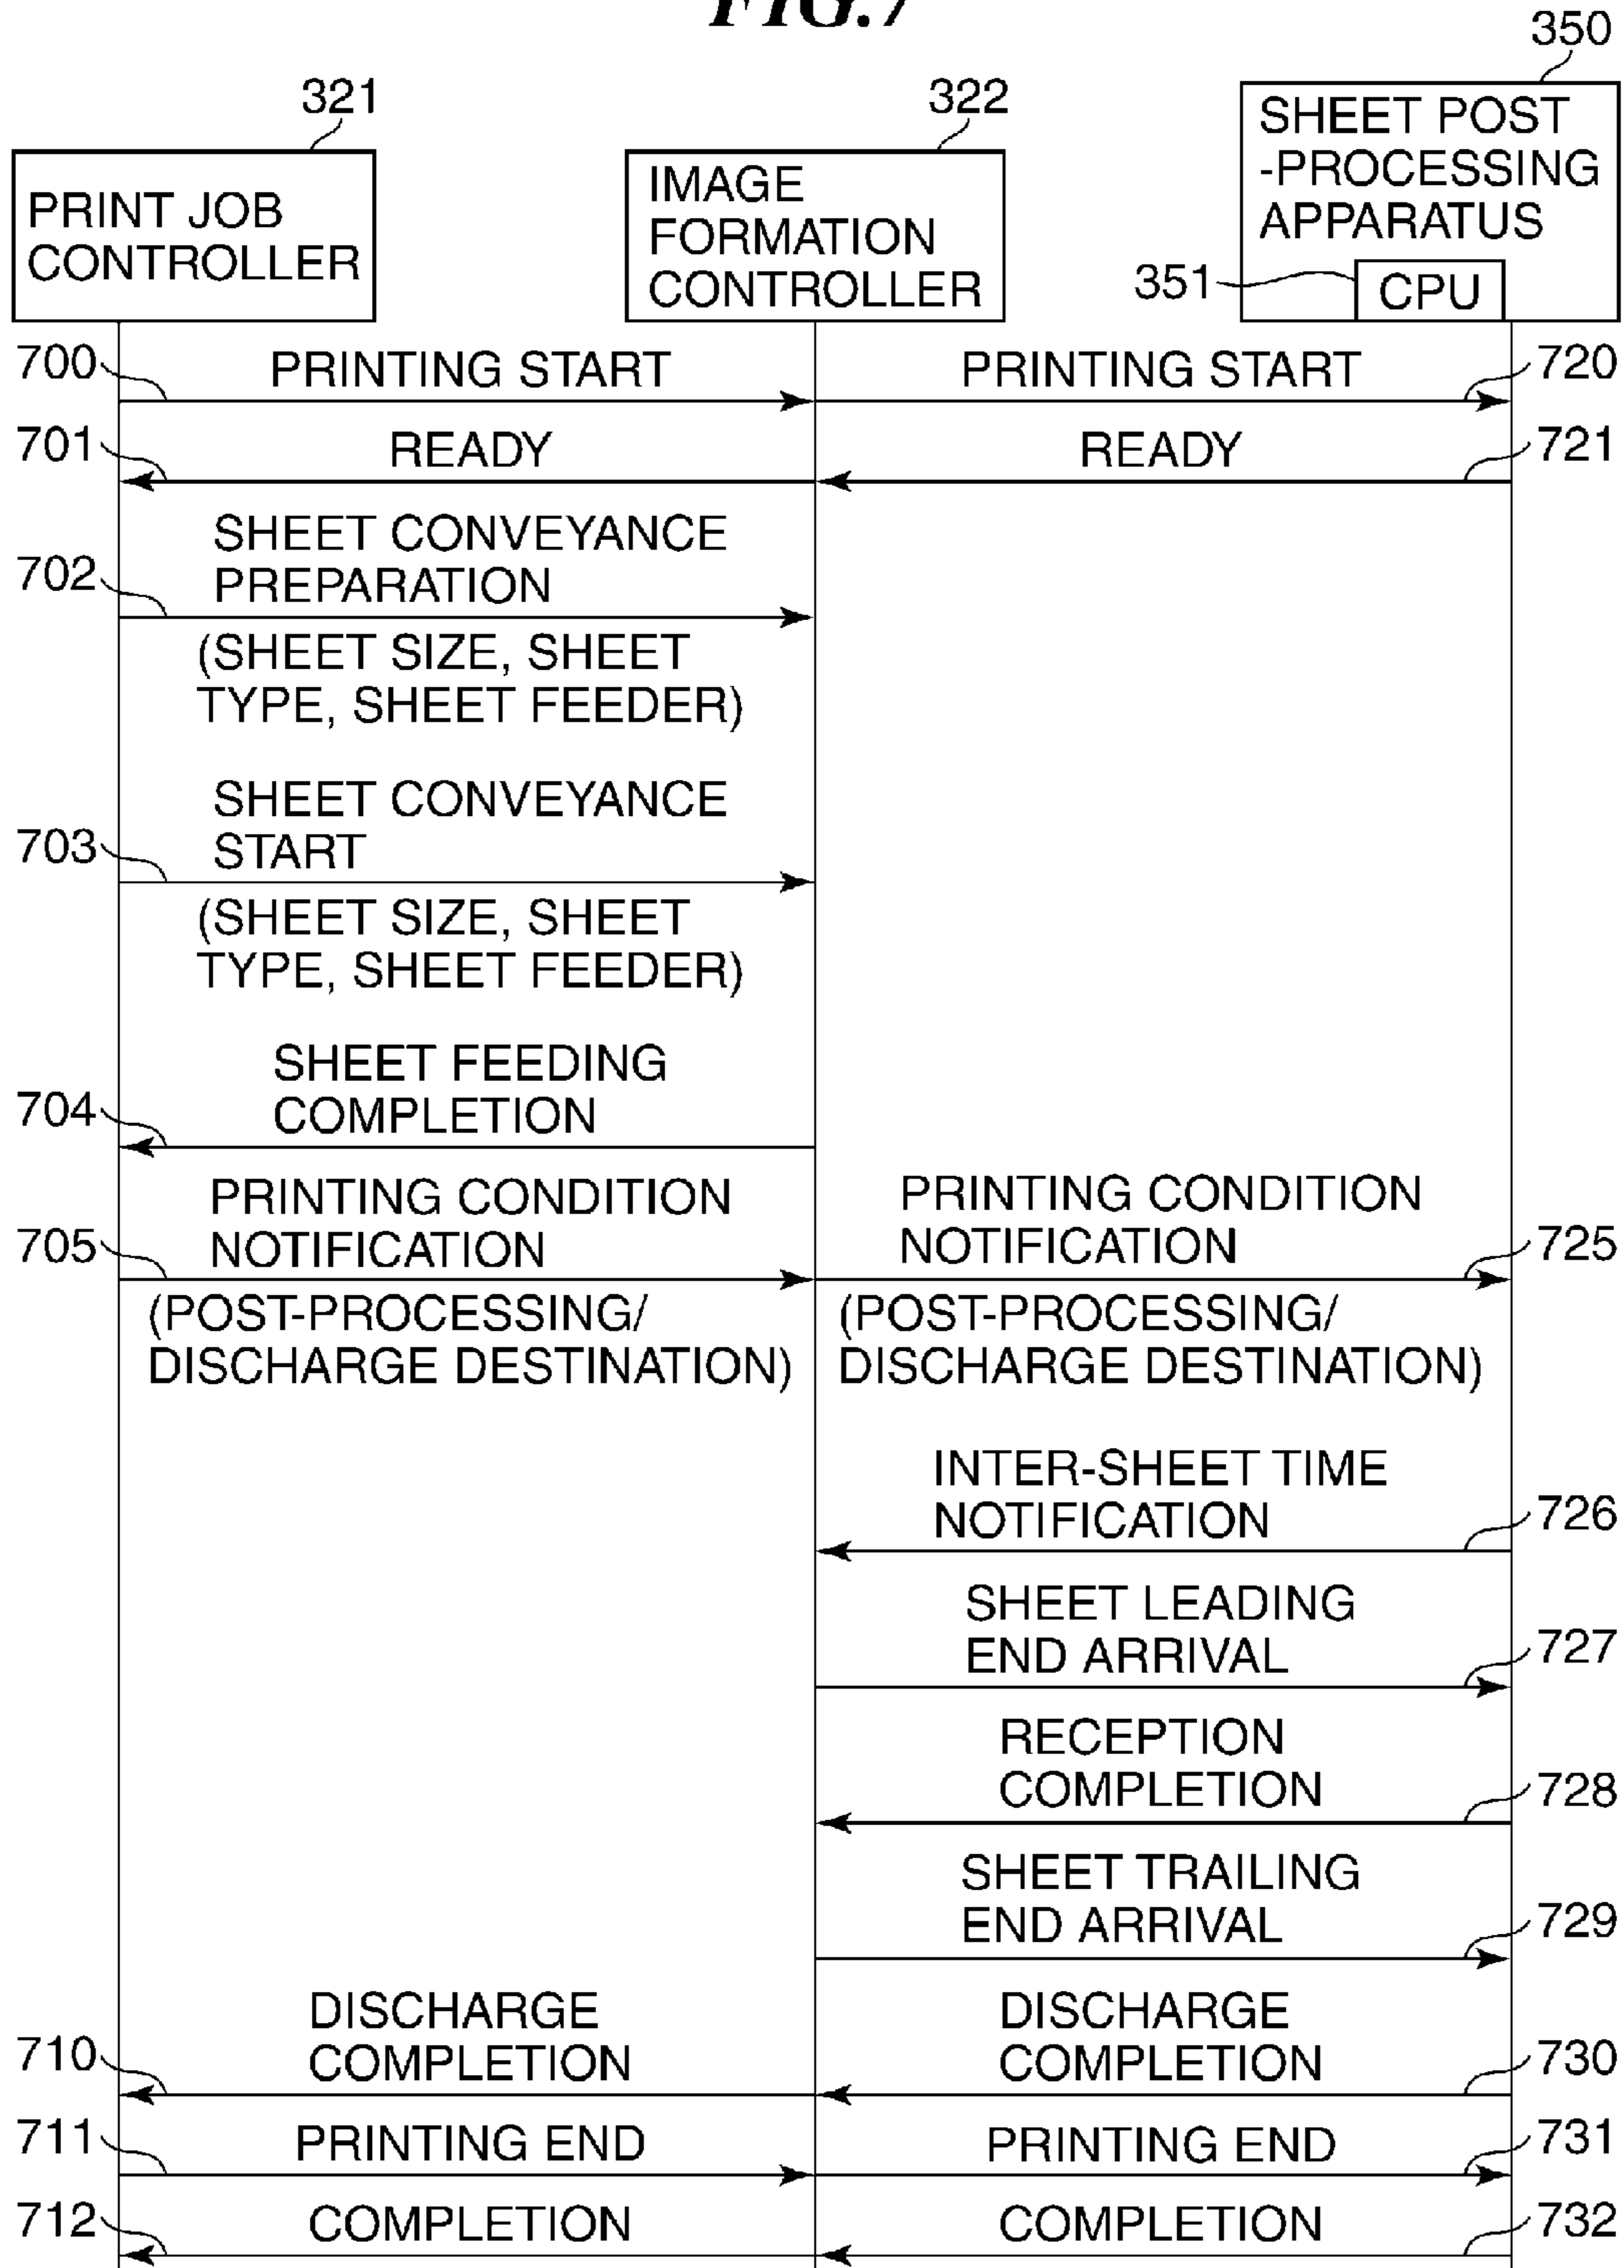 FIG.7
350
321
322
SHEET POST
-PROCESSING
APPARATUS
IMAGE
FORMATION
CONTROLLER
PRINT JOB
CONTROLLER
351
CPU
700
PRINTING START
PRINTING START
720
701
READY
READY
721
SHEET CONVEYANCE
PREPARATION
702
(SHEET SIZE, SHEET
TYPE, SHEET FEEDER)
SHEET CONVEYANCE
START
703
(SHEET SIZE, SHEET
TYPE, SHEET FEEDER)
SHEET FEEDING
COMPLETION
704
PRINTING CONDITION
NOTIFICATION
705
PRINTING CONDITION
NOTIFICATION
725
(POST-PROCESSING/
DISCHARGE DESTINATION)
(POST-PROCESSING/
DISCHARGE DESTINATION)
INTER-SHEET TIME
NOTIFICATION
726
SHEET LEADING
END ARRIVAL
727
RECEPTION
COMPLETION
728
SHEET TRAILING
END ARRIVAL
729
DISCHARGE
COMPLETION
710
DISCHARGE
COMPLETION
730
711
PRINTING END
PRINTING END
731
712
COMPLETION
COMPLETION
732